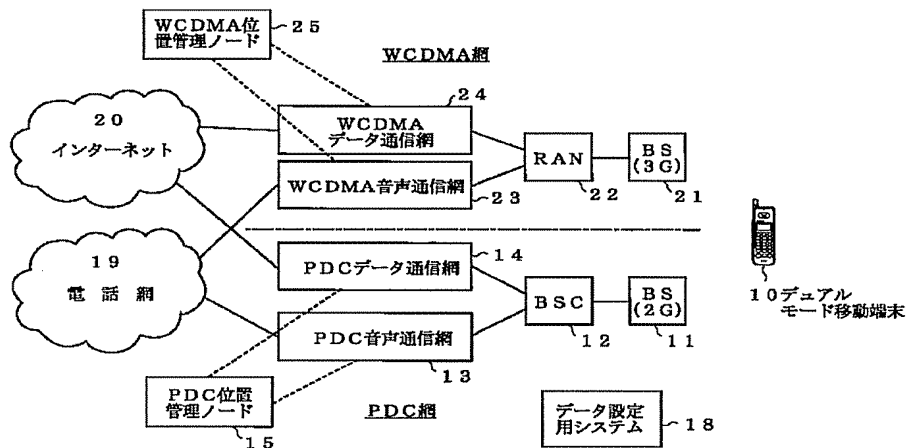 WCDMA位
置管理ノード
25
WCDMA網
24
20
インターネット
WCDMA
データ通信網
RAN
22
BS
(3G)
21
WCDMA音声通信網
23
19
電話網
14
PDCデータ通信網
BSC
12
BS
(2G)
11
10デュアル
モード移動端末
PDC音声通信網
13
PDC位置
管理ノード
15
PDC網
データ設定
用システム
18